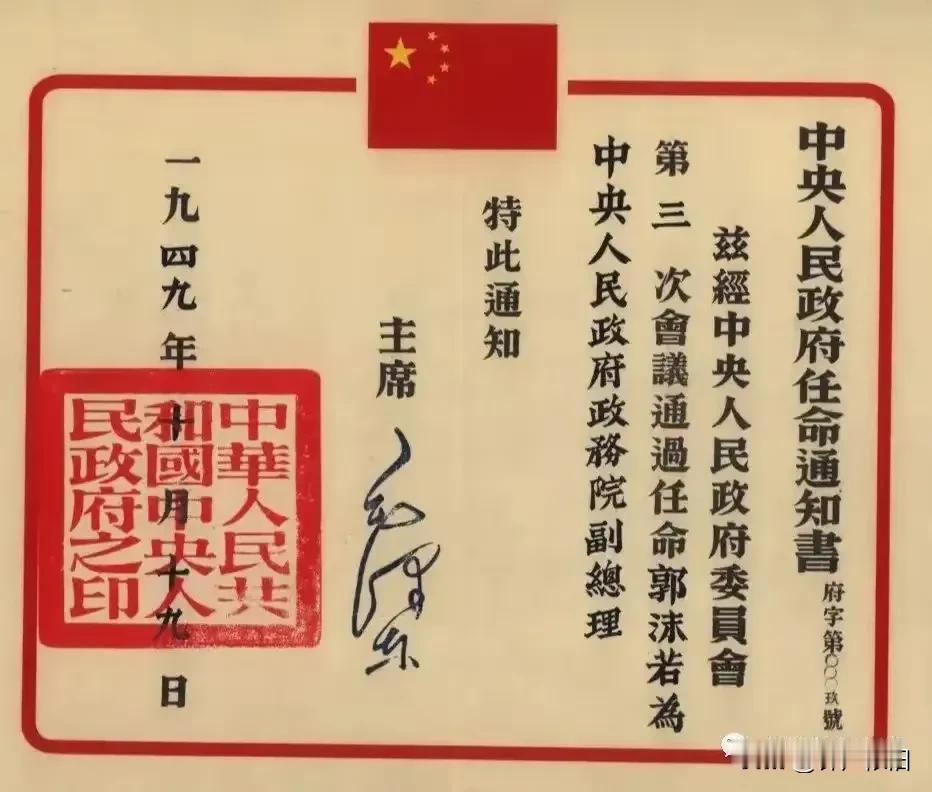 中央人民政府任命通知書
府字第〇〇〇玖號
茲經中央人民政府委員會
第三次會議通過任命郭沫若為
中央人民政府政務院副總理
特此通知
主席
毛澤东
一九四九年十月十九日
中華人民共
和國中央人
民政府之印